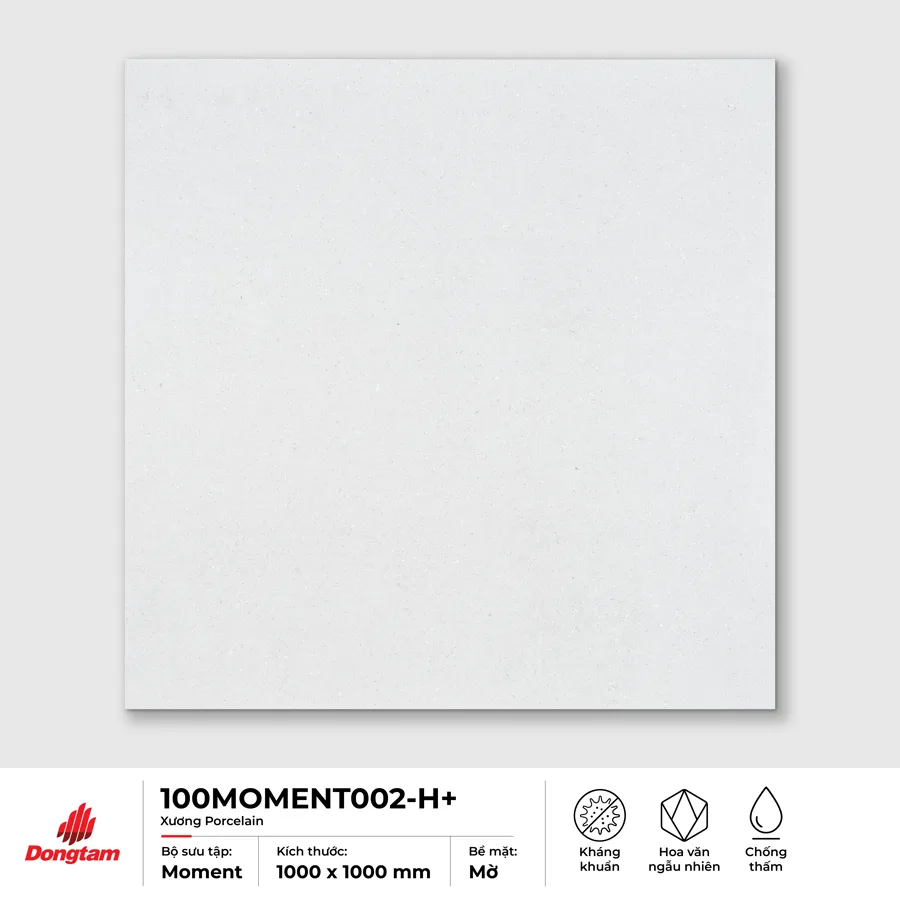 100MOMENT002-H+
Xương Porcelain
Dongtam
Bộ sưu tập:
Moment
Kích thước:
1000 x 1000 mm
Bề mặt:
Mờ
Kháng
khuẩn
Hoa văn
ngẫu nhiên
Chống
thấm